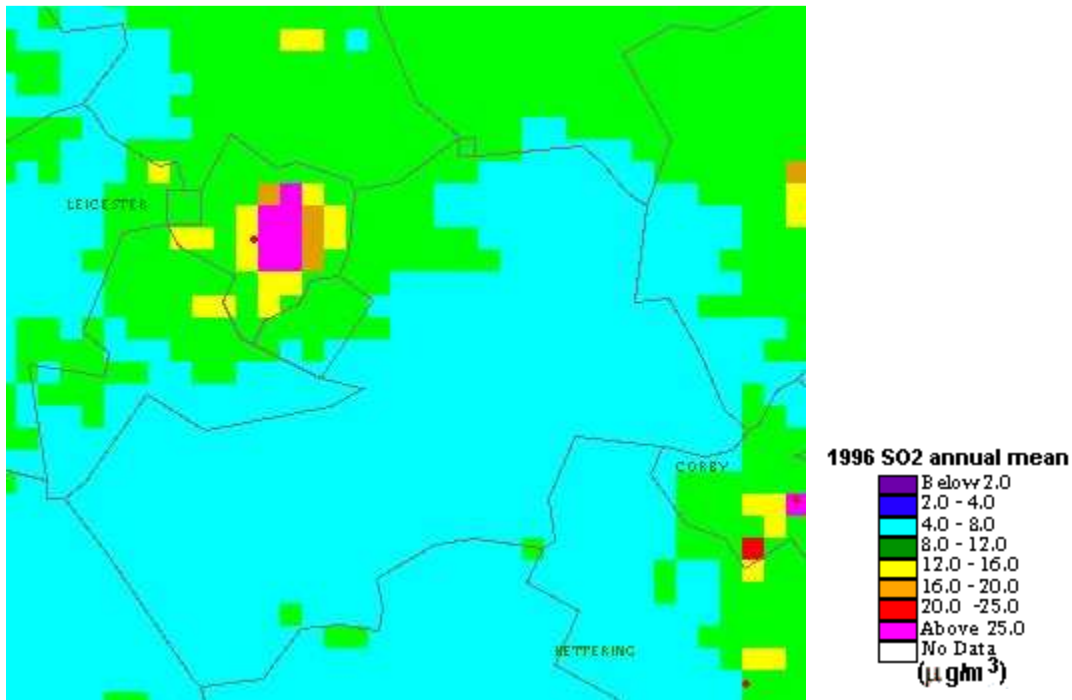 LEICESTER
CORBY
KETTERING
1996 SO2 annual mean
Below 2.0
2.0 - 4.0
4.0 - 8.0
8.0 - 12.0
12.0 - 16.0
16.0 - 20.0
20.0 -25.0
Above 25.0
No Data
(μ g/m 3)